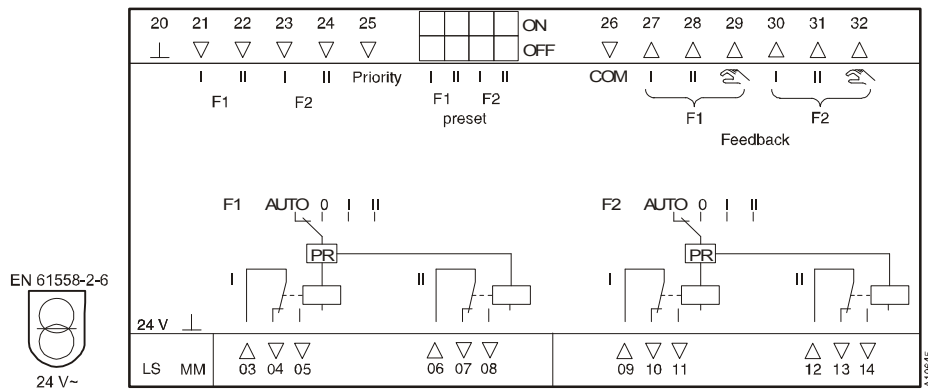 20 21 22 23 24 25 ON 26 27 28 29 30 31 32
OFF
I II I II Priority I II I II COM I II I II
F1 F2 F1 F2 F1 F2
preset
Feedback
F1 AUTO 0 I II F2 AUTO 0 I II
PR PR
I II I II
EN 61558-2-6
24 V
LS MM 03 04 05 06 07 08 09 10 11 12 13 14
24 V~